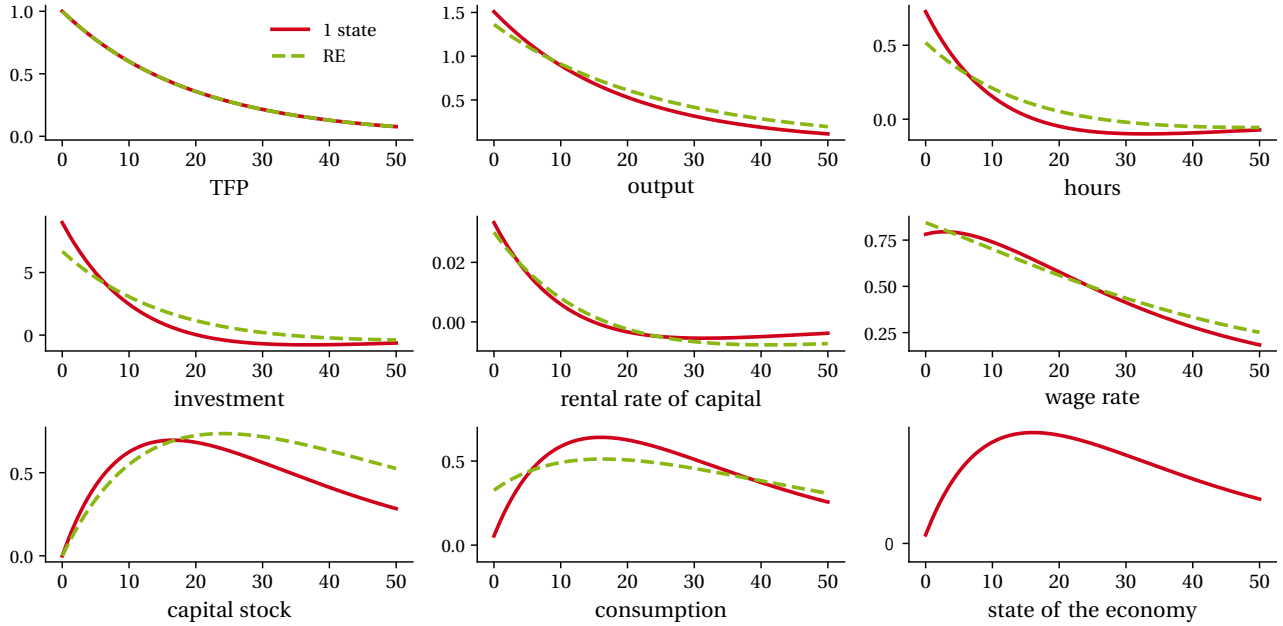 1.0
0.5
0.0
0 10 20 30 40 50
TFP
1 state
RE
1.5
1.0
0.5
0 10 20 30 40 50
output
0.5
0.0
0 10 20 30 40 50
hours
5
0
0 10 20 30 40 50
investment
0.02
0.00
0 10 20 30 40 50
rental rate of capital
0.75
0.50
0.25
0 10 20 30 40 50
wage rate
0.5
0.0
0 10 20 30 40 50
capital stock
0.5
0.0
0 10 20 30 40 50
consumption
0
0 10 20 30 40 50
state of the economy